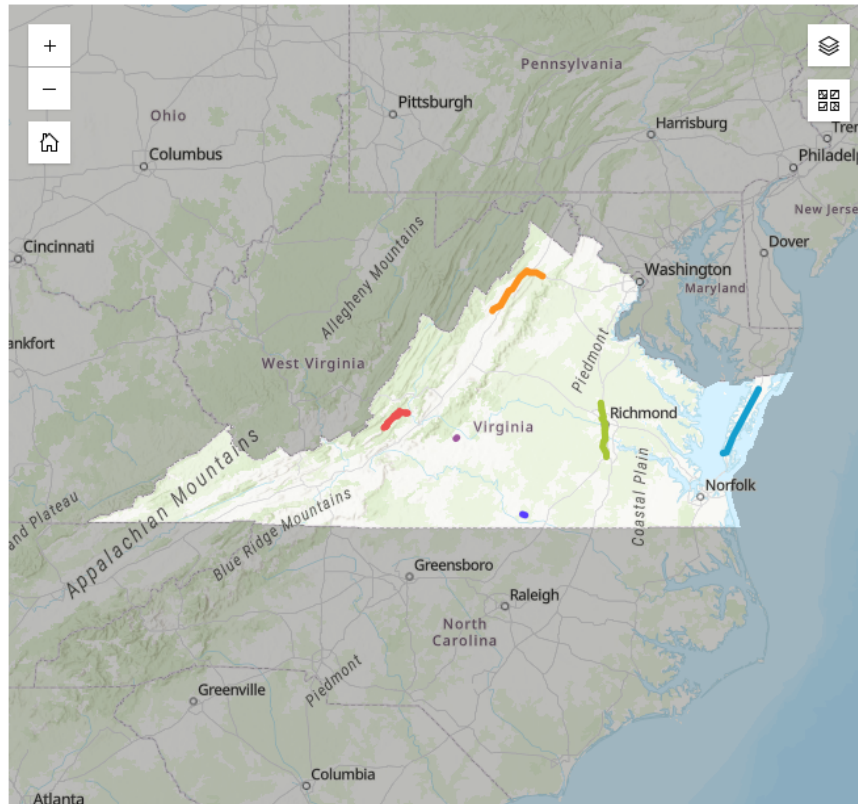 +
Pennsylvania
−
Pittsburgh
Ohio
Harrisburg
Tren
Columbus
Philadelp
New Jerse
Allegheny Mountains
Cincinnati
Dover
Washington
Maryland
ankfort
West Virginia
Piedmont
Richmond
Virginia
Appalachian Mountains
Coastal Plain
Norfolk
and Plateau
Blue Ridge Mountains
Greensboro
Raleigh
North
Carolina
Piedmont
Greenville
Columbia
Atlanta